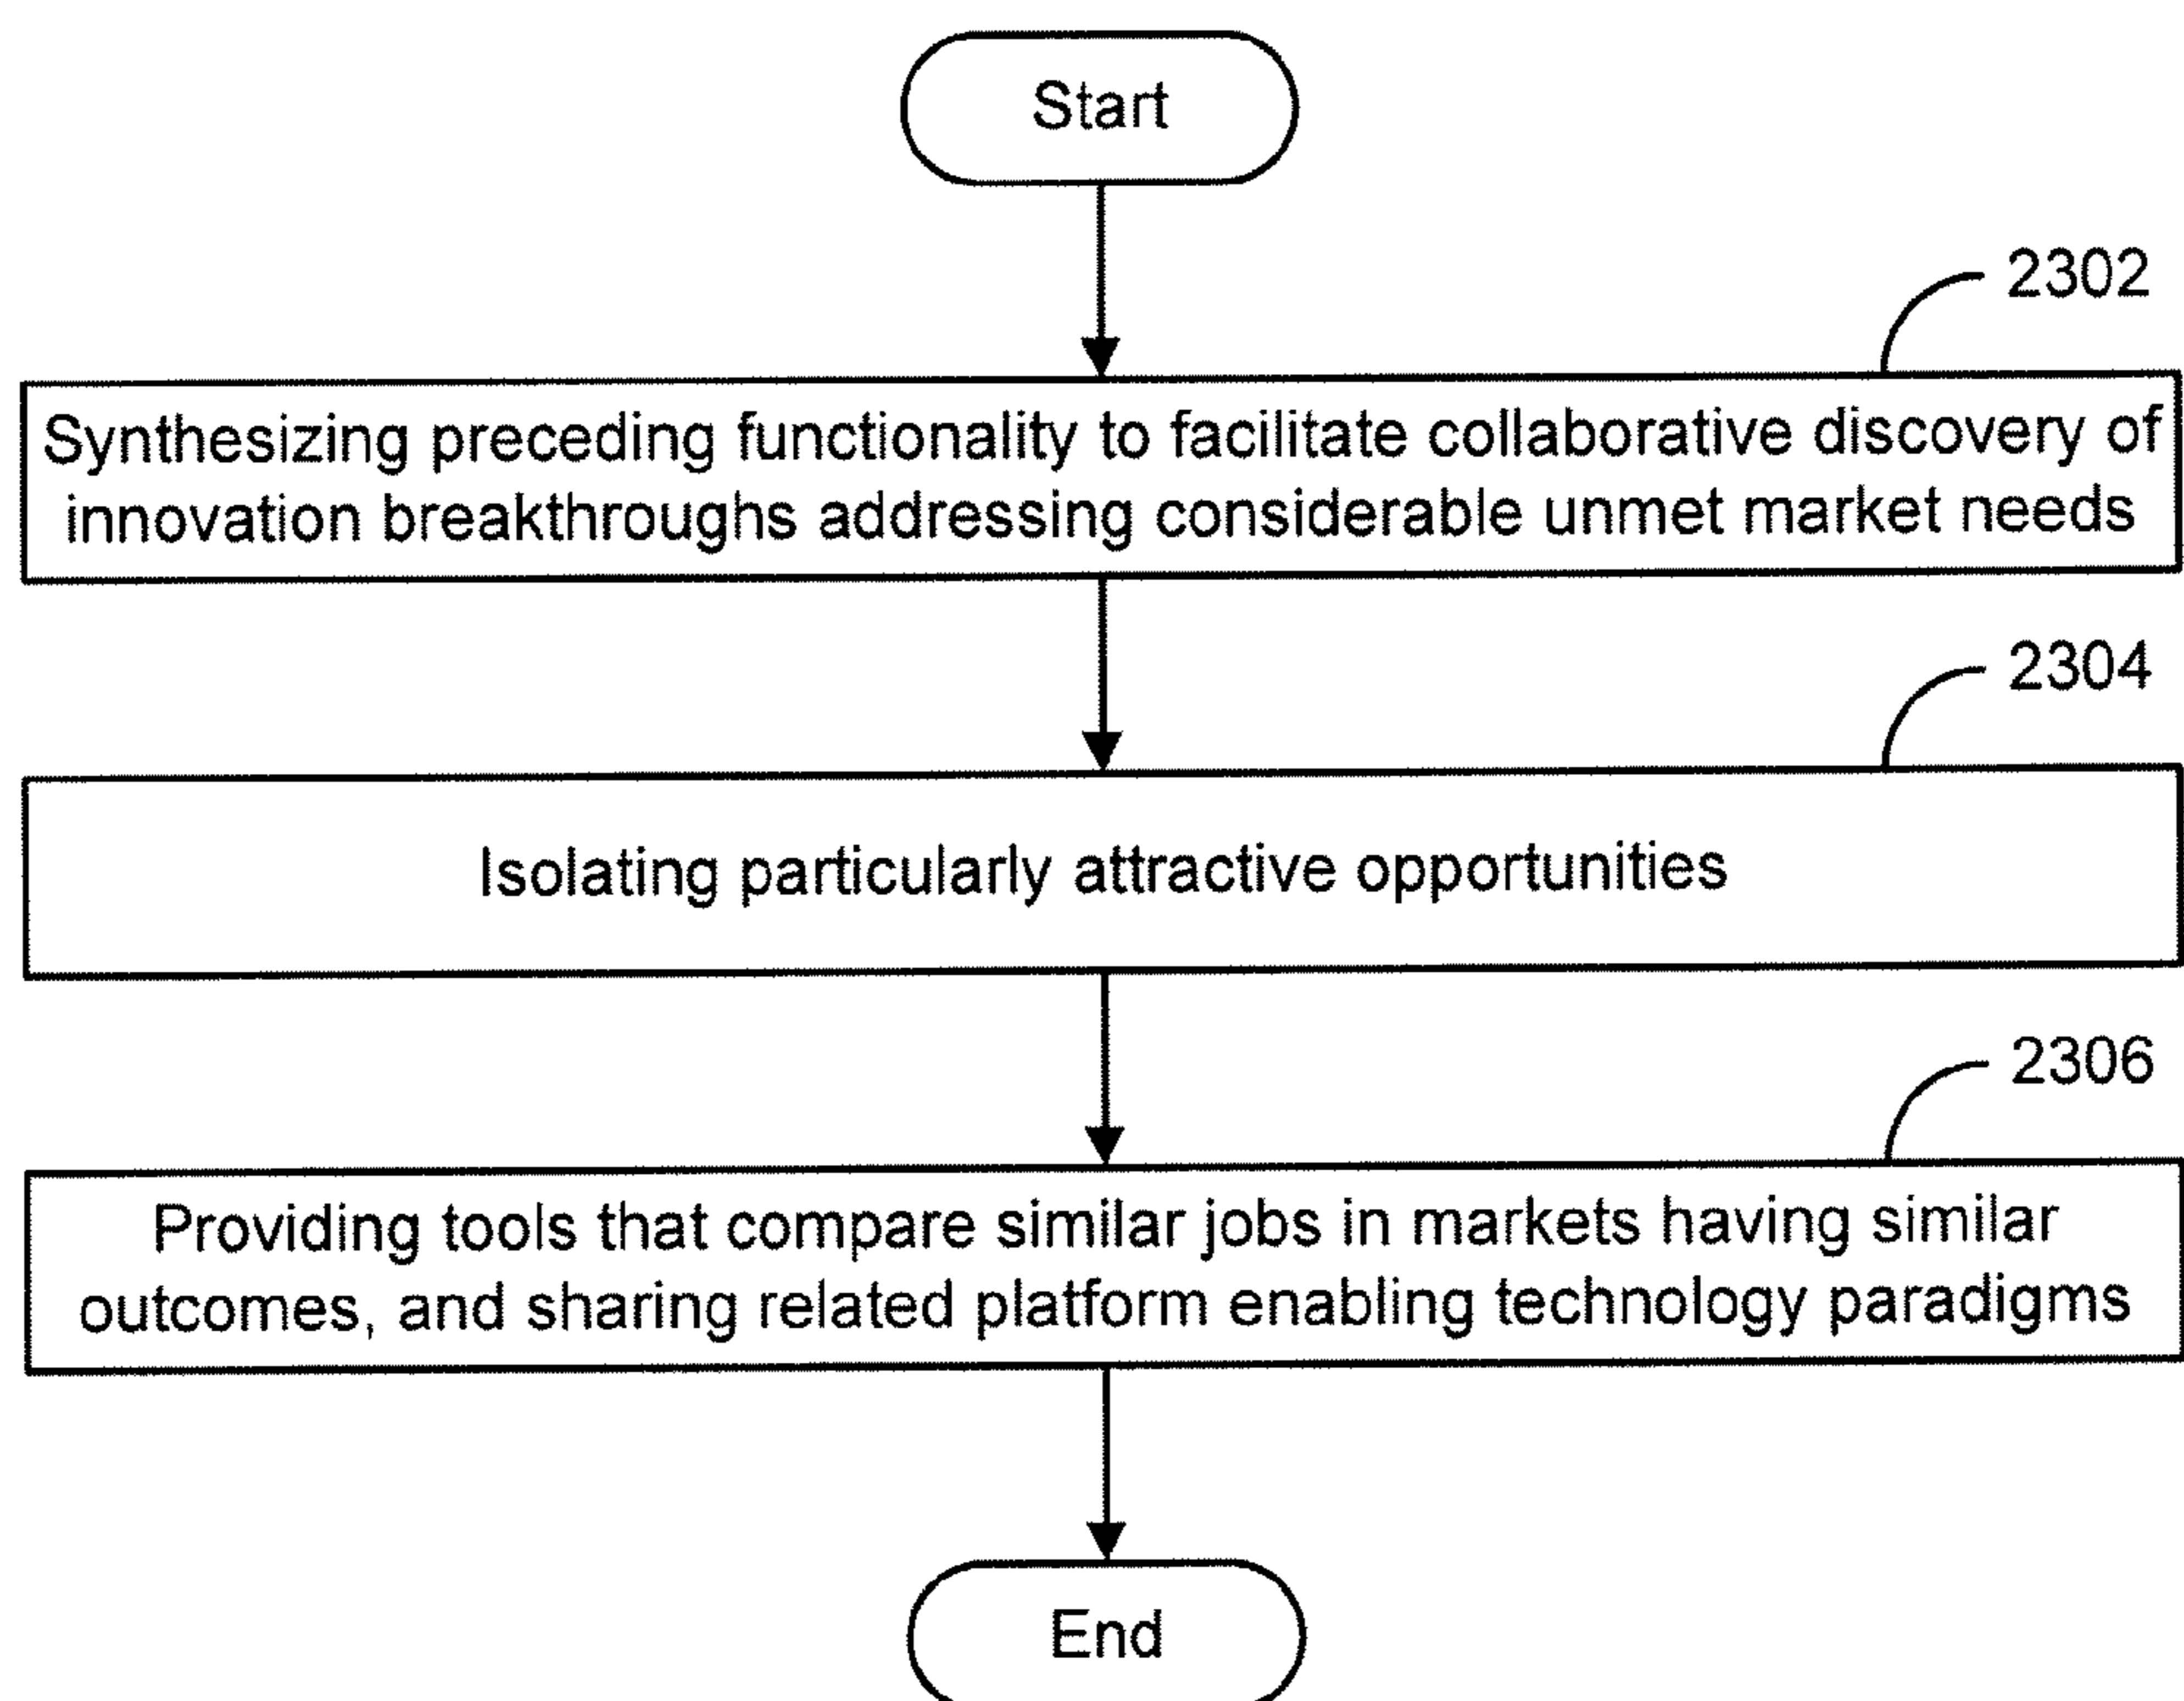 Start
2302
Synthesizing preceding functionality to facilitate collaborative discovery of
innovation breakthroughs addressing considerable unmet market needs
2304
Isolating particularly attractive opportunities
2306
Providing tools that compare similar jobs in markets having similar
outcomes, and sharing related platform enabling technology paradigms
End